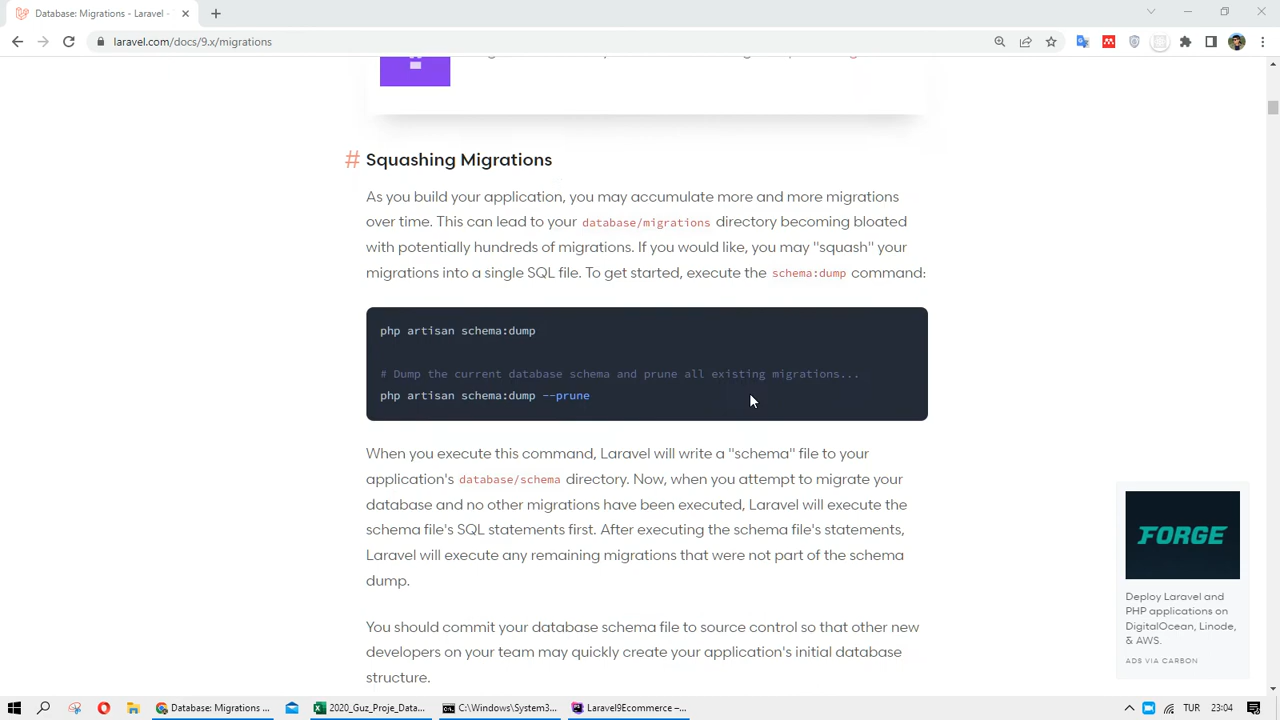 Database: Migrations - Laravel -
laravel.com/docs/9.x/migrations
# Squashing Migrations
As you build your application, you may accumulate more and more migrations
over time. This can lead to your database/migrations directory becoming bloated
with potentially hundreds of migrations. If you would like, you may "squash" your
migrations into a single SQL file. To get started, execute the schema:dump command:
php artisan schema:dump
# Dump the current database schema and prune all existing migrations...
php artisan schema:dump --prune
When you execute this command, Laravel will write a "schema" file to your
application's database/schema directory. Now, when you attempt to migrate your
database and no other migrations have been executed, Laravel will execute the
schema file's SQL statements first. After executing the schema file's statements,
Laravel will execute any remaining migrations that were not part of the schema
dump.
You should commit your database schema file to source control so that other new
developers on your team may quickly create your application's initial database
structure.
FORGE
Deploy Laravel and
PHP applications on
DigitalOcean, Linode,
& AWS.
ADS VIA CARBON
Database: Migrations ...
2020_Guz_Proje_Data...
C:\Windows\System3...
Laravel9Ecommerce –...
TUR
23:04